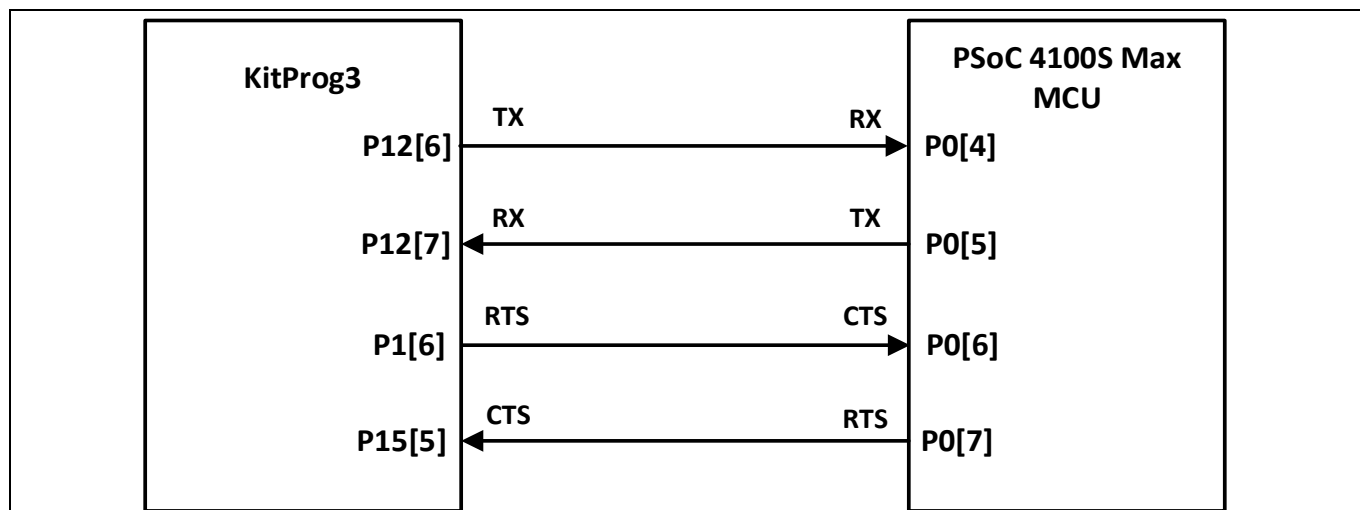 KitProg3
PSoC 4100S Max
MCU
TX
RX
P12[6]
P0[4]
RX
TX
P12[7]
P0[5]
RTS
CTS
P1[6]
P0[6]
CTS
RTS
P15[5]
P0[7]